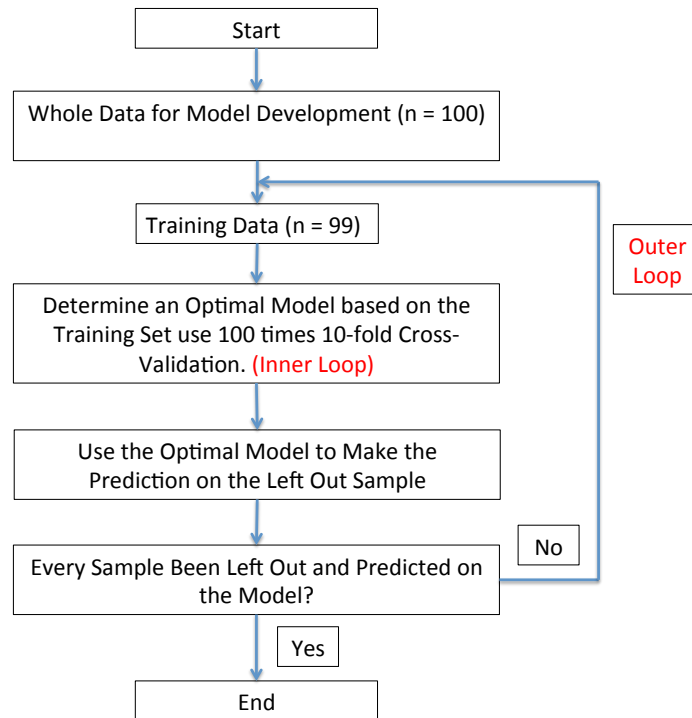 Start
Whole Data for Model Development (n = 100)
Training Data (n = 99)
Outer
Loop
Determine an Optimal Model based on the
Training Set use 100 times 10-fold Cross-
Validation. (Inner Loop)
Use the Optimal Model to Make the
Prediction on the Left Out Sample
No
Every Sample Been Left Out and Predicted on
the Model?
Yes
End